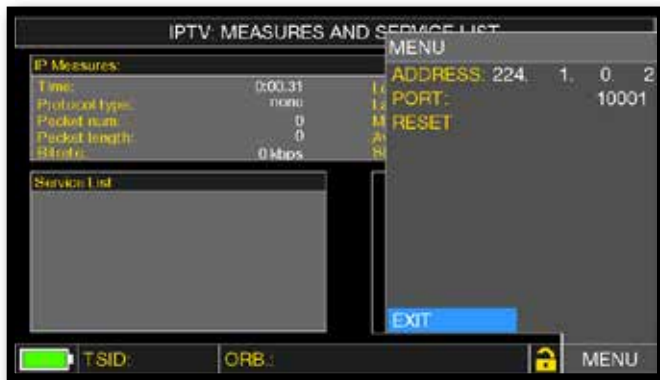 IPTV: MEASURES AND SERVICE LIST
MENU
IP Measures:
ADDRESS: 224. 1. 0. 2
Time: 0:00.31
PORT: 10001
Protocol type: none
RESET
Packet num: 0
Packet length: 0
Bitrate: 0 kbps
Service List
EXIT
TSID:
ORB.:
MENU